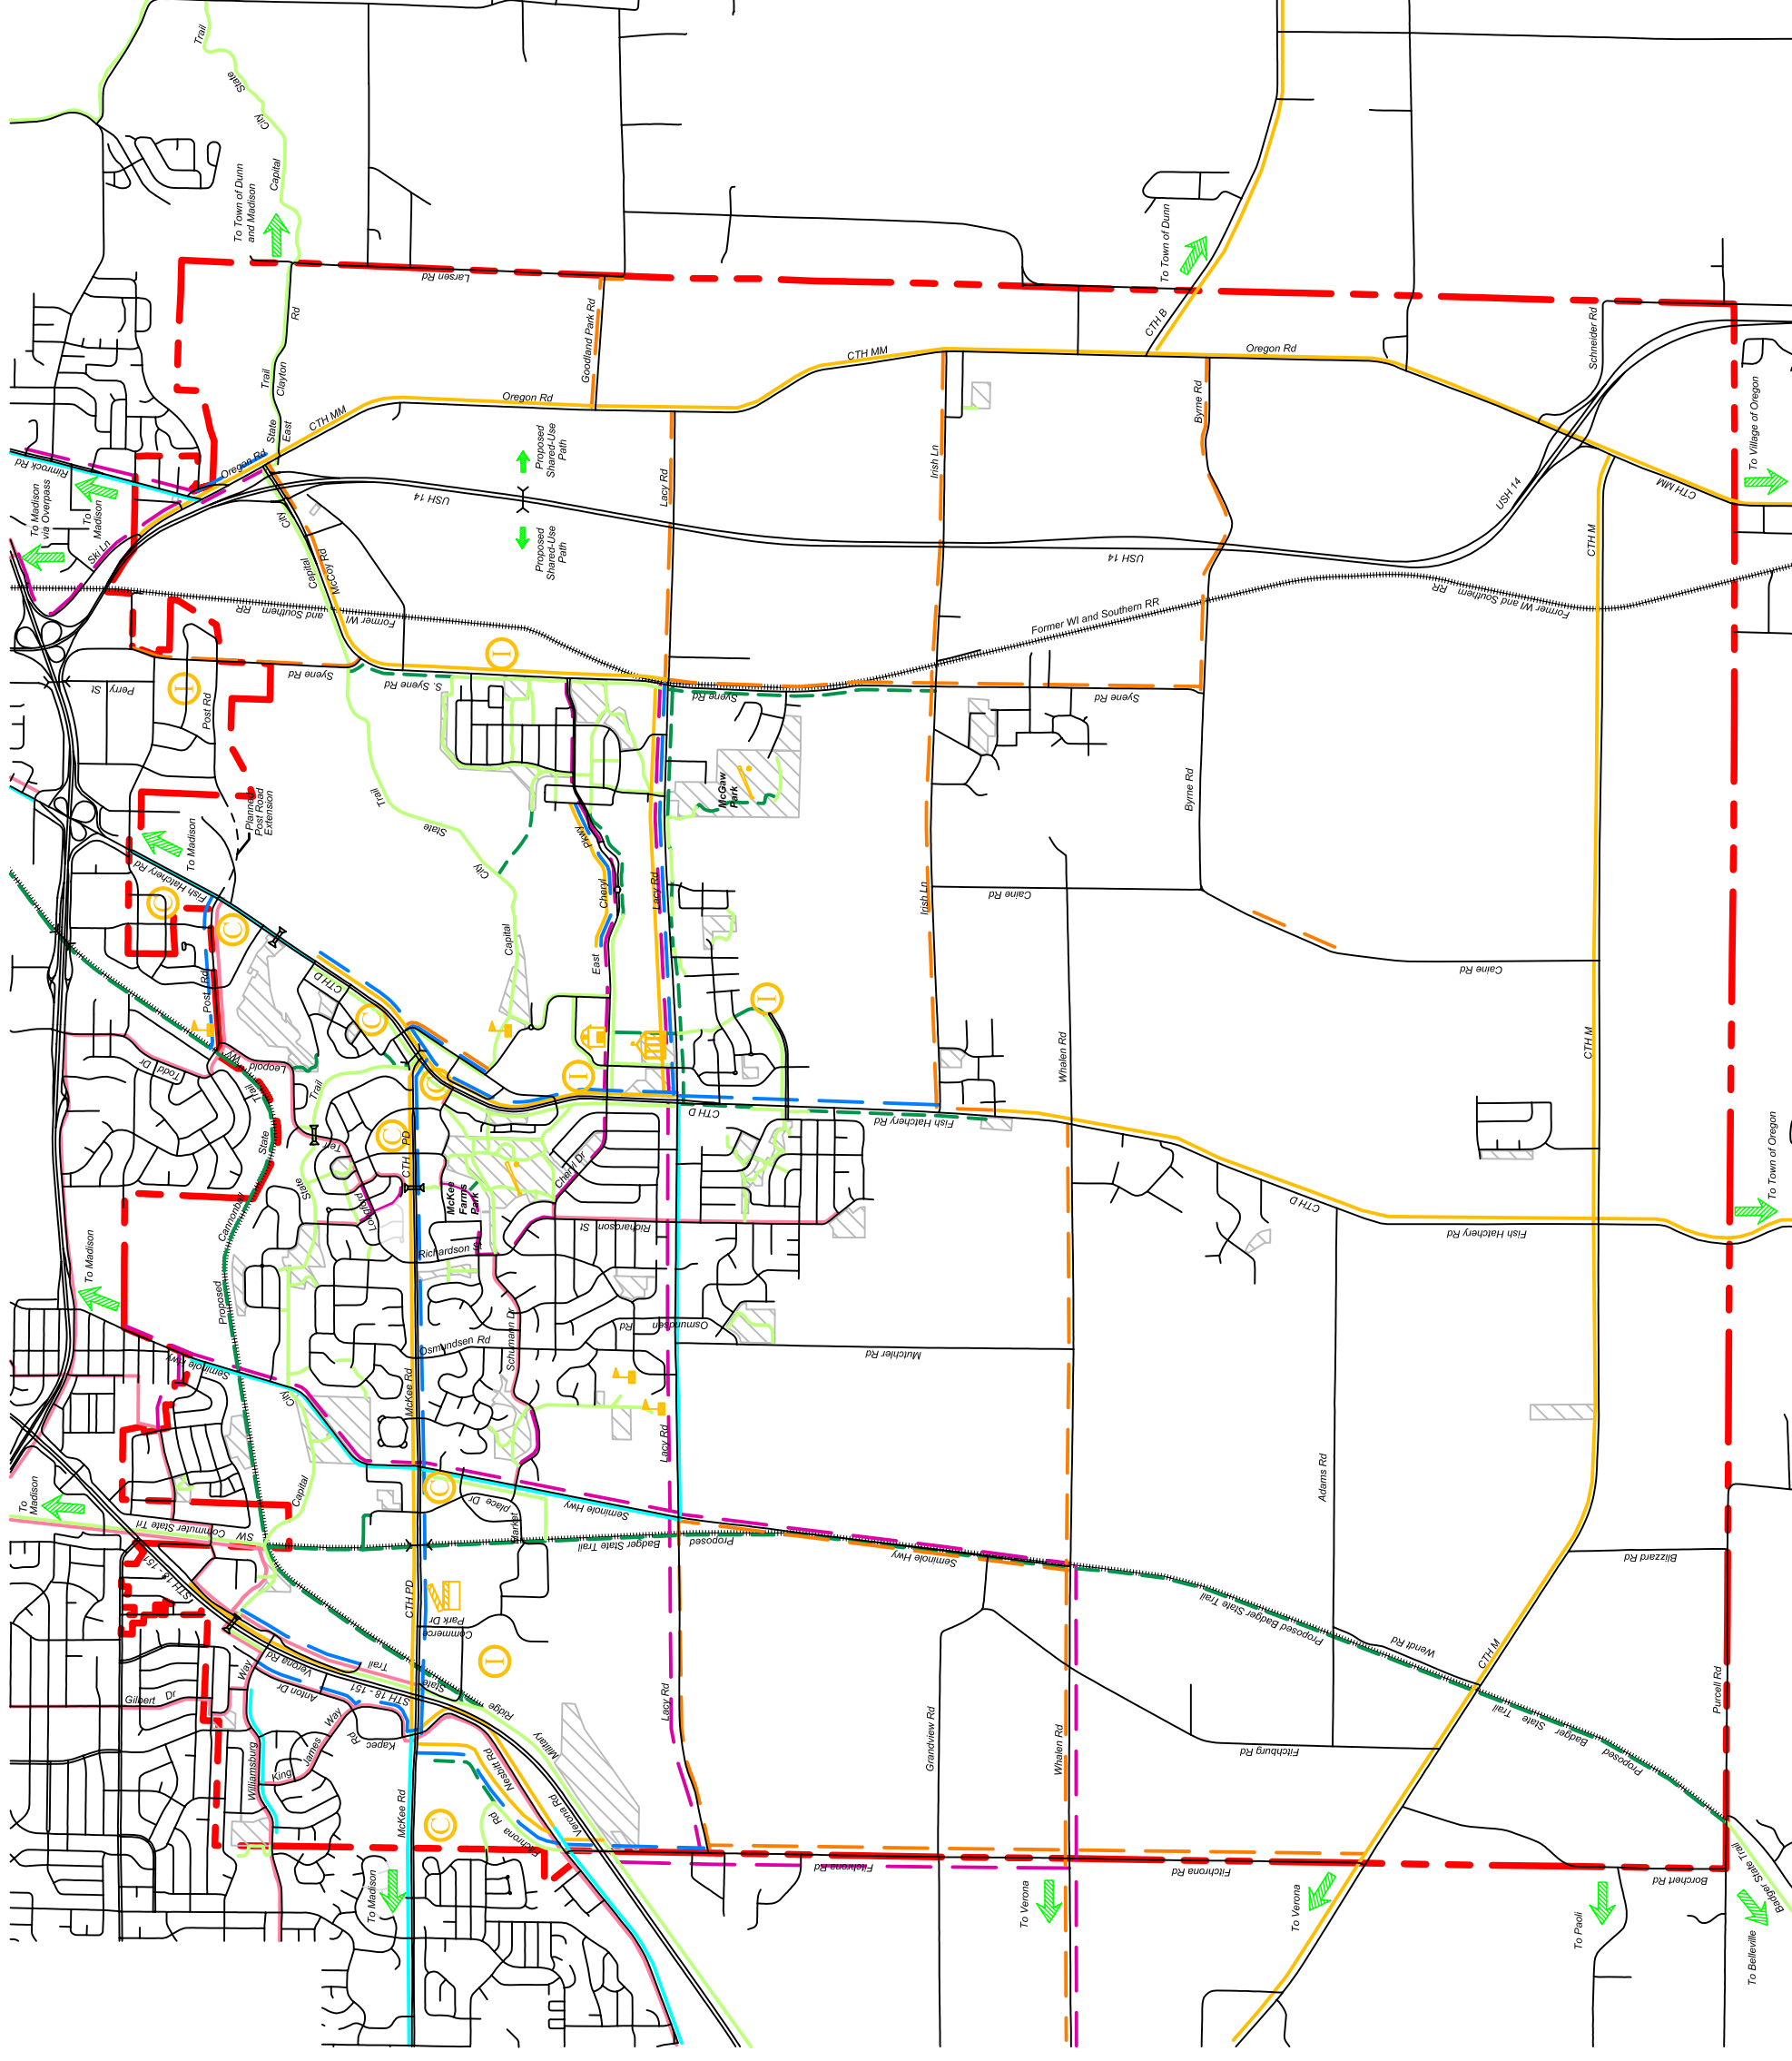 Trail
State
City
Capital
To Town of Dunn
and Madison
Larsen Rd
Rd
Trail
Clayton
State
East
CTH MM
Oregon Rd
Goodland Park Rd
Oregon Rd
CTH MM
To Town of Dunn
CTH B
Oregon Rd
Schneider Rd
Byrne Rd
Irish Ln
Lacy Rd
Rimrock Rd
To Madison
via Overpass
To
Madison
Ski Ln
City
Capital
McCoy Rd
USH 14
Proposed
Shared-Use
Path
Proposed
Shared-Use
Path
USH 14
USH 14
CTH MM
CTH M
To Village of Oregon
Former WI and Southern RR
Former WI and Southern RR
Former WI and Southern RR
Perry St
Post Rd
Syene Rd
S. Syene Rd
Syene Rd
Syene Rd
I
I
Planned
Post Road
Extension
To Madison
Fish Hatchery Rd
Trail
State
City
Capital
McGaw
Park
Pkwy
Cheryl
East
Lacy Rd
Irish Ln
Byrne Rd
Caine Rd
Caine Rd
CTH M
C
C
C
C
C
I
I
Post Rd
CTH D
Todd Dr
Leopold Way
Trail
State
Trail
State
Cannonball
Proposed
Teri
Longford
CTH PD
McKee
Farms
Park
Cheryl Dr
CTH D
Fish Hatchery Rd
Whalen Rd
CTH D
Fish Hatchery Rd
To Town of Oregon
Richardson St
Richardson St
To Madison
Seminole Hwy
City
Capital
Osmundsen Rd
Osmundsen Rd
Schumann Dr
McKee Rd
Mutchler Rd
Lacy Rd
Adams Rd
To
Madison
SW Commuter State Trl
STH 18 - 151
C
Market place Dr
Seminole Hwy
Proposed Badger State Trail
Seminole Hwy
CTH PD
Commerce
Park Dr
I
Proposed Badger State Trail
Wendt Rd
Blizzard Rd
CTH M
Gilbert Dr
Way
Verona Rd
Anton Dr
Trail
State
Ridge
Military
STH 18 - 151
Williamsburg
King James Way
Kapec Rd
Nesbitt Rd
Verona Rd
McKee Rd
C
Fitchrona Rd
Lacy Rd
Grandview Rd
Whalen Rd
Fitchburg Rd
Proposed Badger State Trail
Purcell Rd
To Madison
Fitchrona Rd
Fitchrona Rd
Borchert Rd
Badger State Trail
To Verona
To Verona
To Paoli
To Belleville